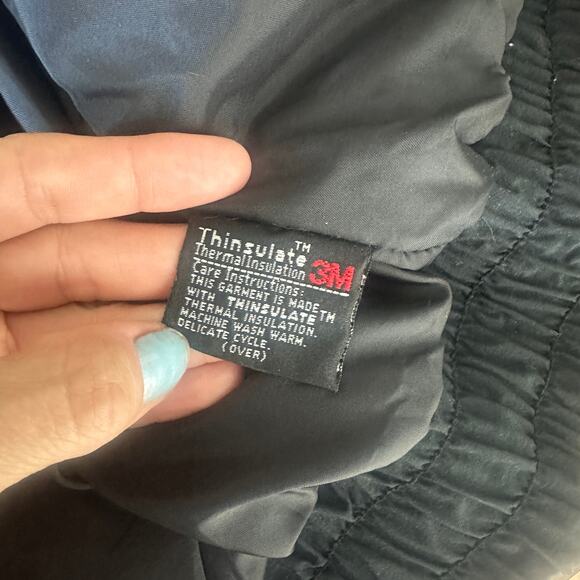 Thinsulate™
Thermal Insulation 3M
Care Instructions:
THIS GARMENT IS MADE
WITH THINSULATE™
THERMAL INSULATION.
MACHINE WASH WARM.
DELICATE CYCLE.
(OVER)